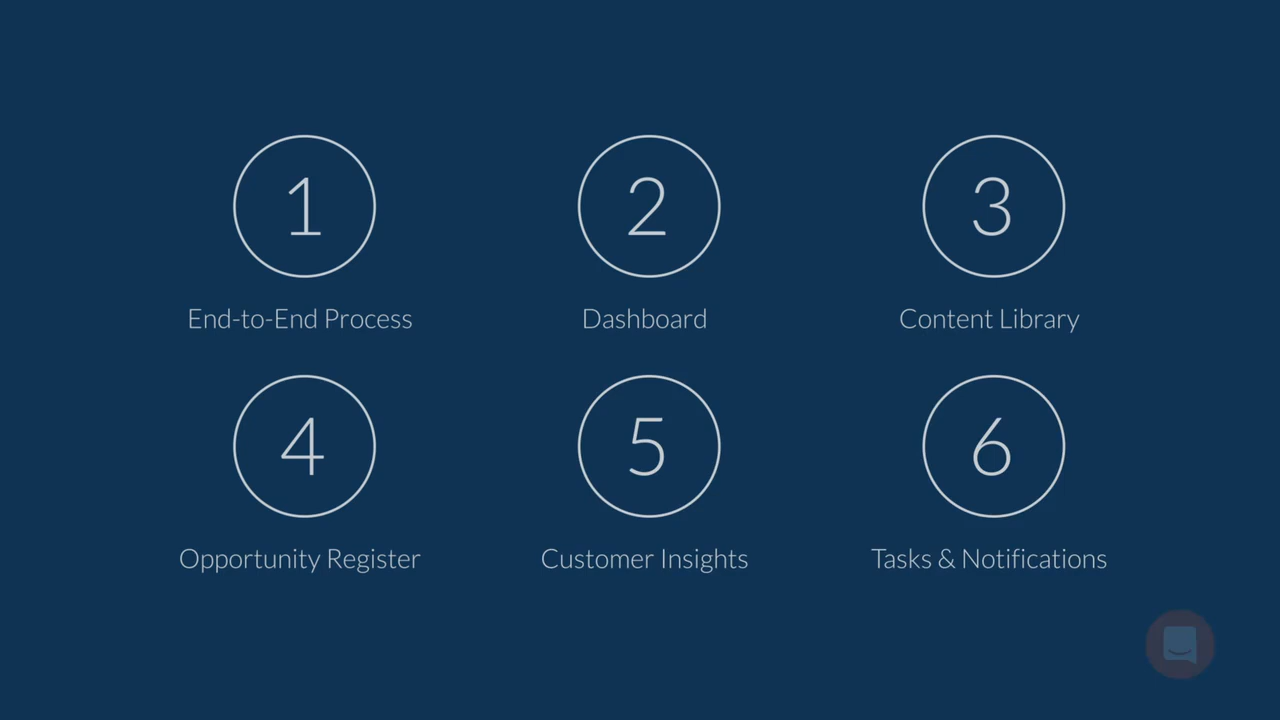 1
2
3
End-to-End Process
Dashboard
Content Library
4
5
6
Opportunity Register
Customer Insights
Tasks & Notifications